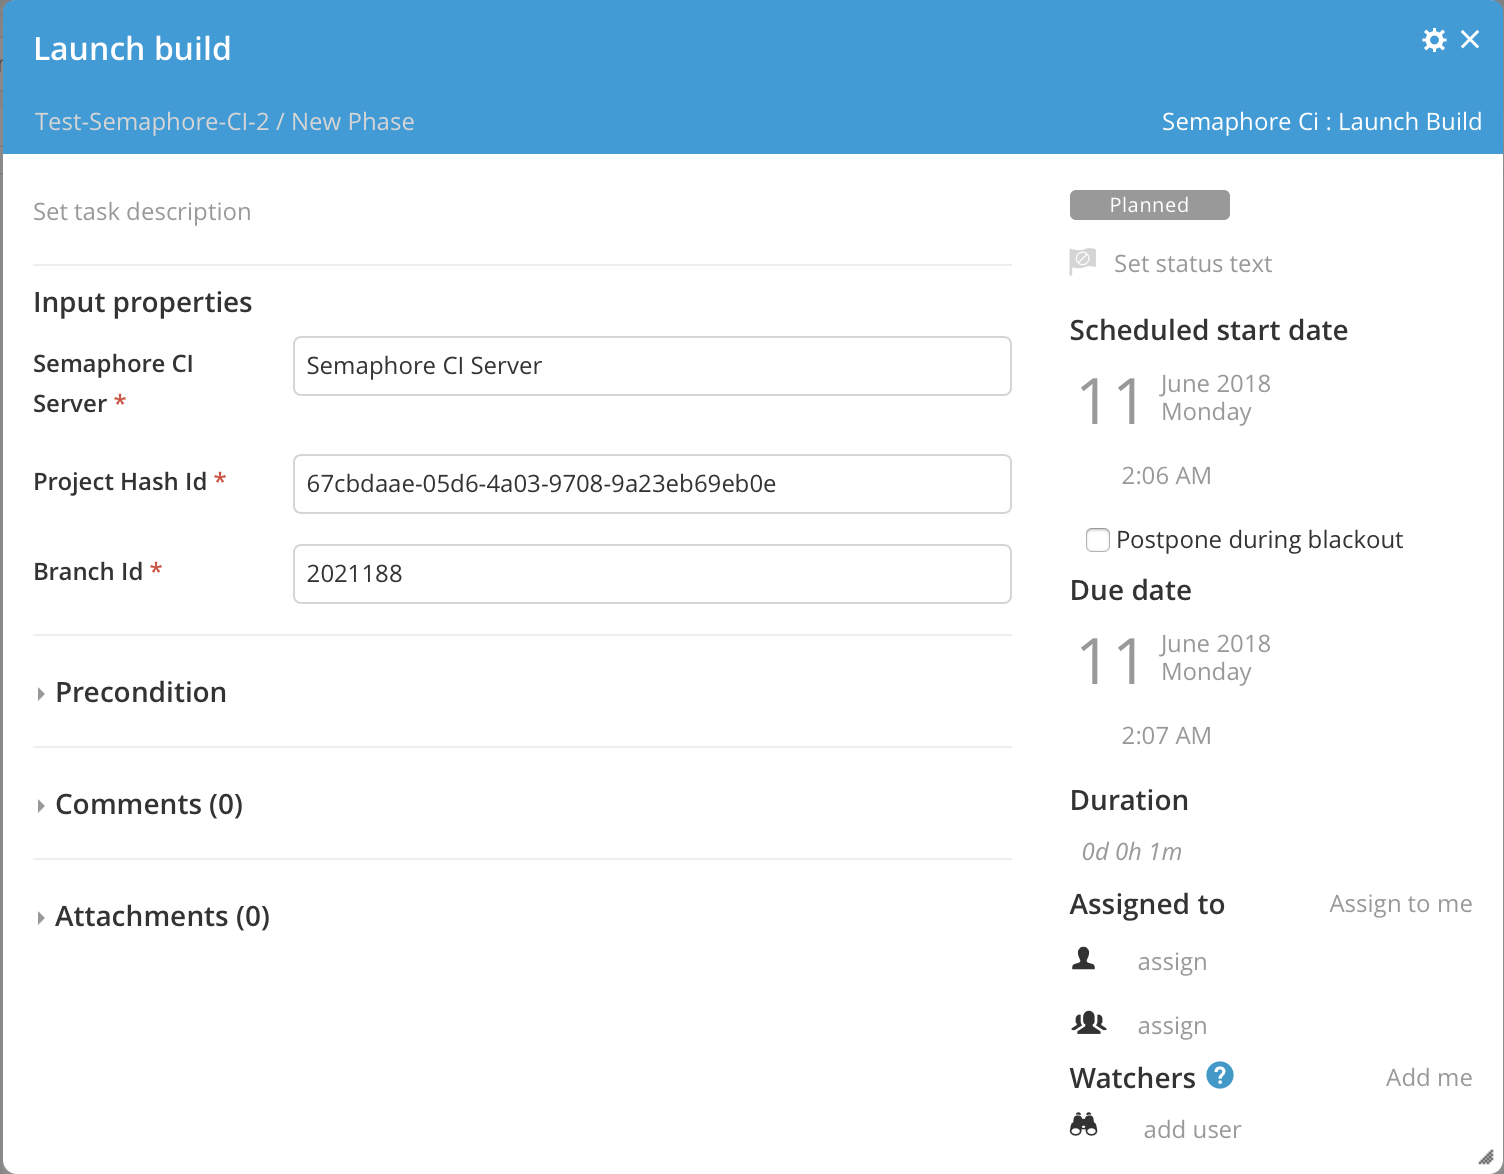 Launch build
Test-Semaphore-CI-2 / New Phase
Semaphore Ci : Launch Build
Set task description
Input properties
Semaphore CI
Server *
Semaphore CI Server
Project Hash Id *
67cbdaae-05d6-4a03-9708-9a23eb69eb0e
Branch Id *
2021188
Precondition
Comments (0)
Attachments (0)
Planned
Set status text
Scheduled start date
11
June 2018
Monday
2:06 AM
Postpone during blackout
Due date
11
June 2018
Monday
2:07 AM
Duration
0d 0h 1m
Assigned to
Assign to me
assign
assign
Watchers ?
Add me
add user